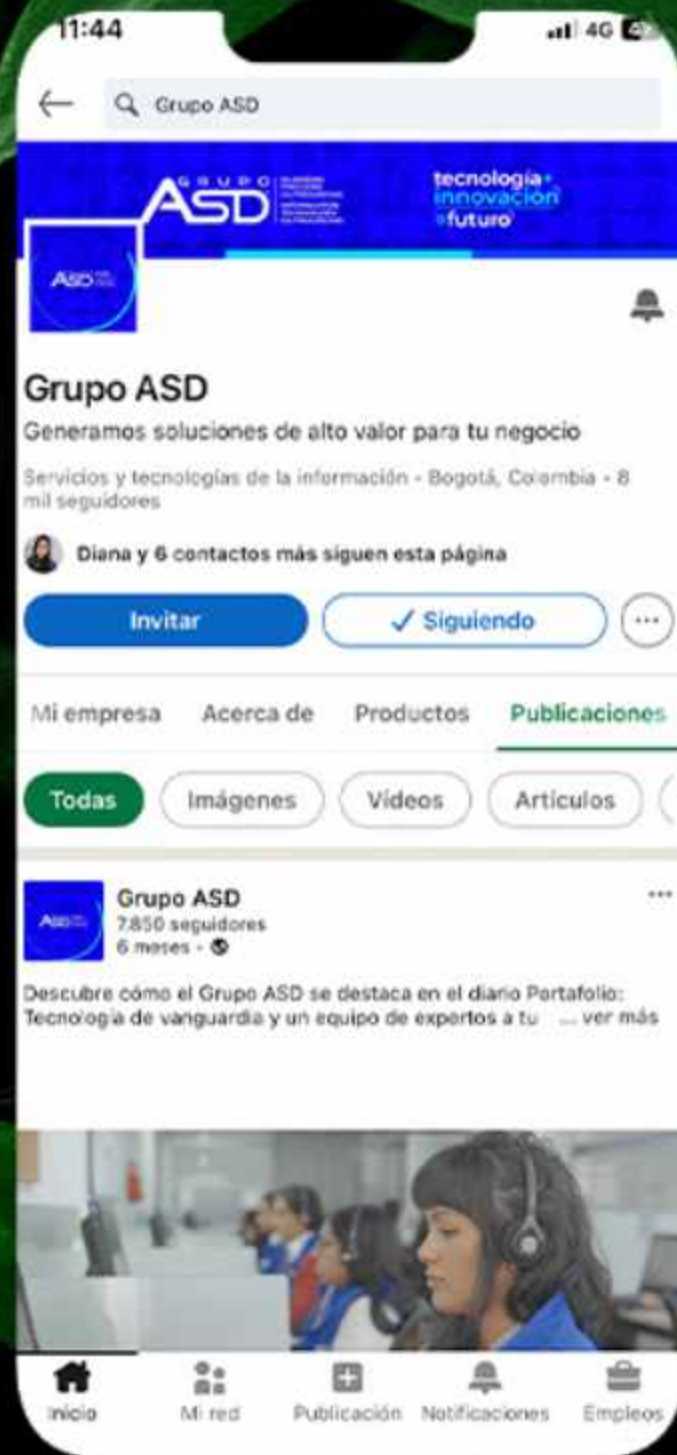 11:44
4G
Grupo ASD
GRUPO
ASD
tecnología+
innovación
+futuro
ASD
Grupo ASD
Generamos soluciones de alto valor para tu negocio
Servicios y tecnologías de la información - Bogotá, Colombia - 8
mil seguidores
Diana y 6 contactos más siguen esta página
Invitar
Siguiendo
Mi empresa Acerca de Productos Publicaciones
Todas Imágenes Vídeos Artículos
Grupo ASD
ASD
7.850 seguidores
6 meses -
Descubre cómo el Grupo ASD se destaca en el diario Portafolio:
Tecnología de vanguardia y un equipo de expertos a tu ... ver más
Inicio Mi red Publicación Notificaciones Empleos